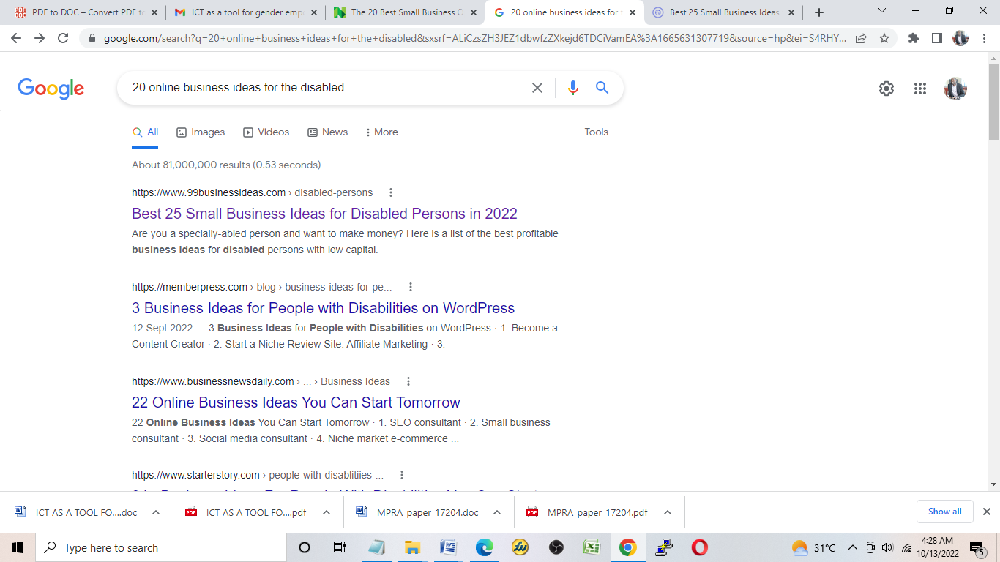 PDF to DOC – Convert PDF to
ICT as a tool for gender emp
The 20 Best Small Business O
20 online business ideas for t
Best 25 Small Business Ideas
google.com/search?q=20+online+business+ideas+for+the+disabled&sxsrf=ALiCzsZH3JEZ1dbwfzZXkejd6TDCiVamEA%3A1665631307719&source=hp&ei=S4RHY...
Google
20 online business ideas for the disabled
All
Images
Videos
News
More
Tools
About 81,000,000 results (0.53 seconds)
https://www.99businessideas.com › disabled-persons
Best 25 Small Business Ideas for Disabled Persons in 2022
Are you a specially-abled person and want to make money? Here is a list of the best profitable
business ideas for disabled persons with low capital.
https://memberpress.com › blog › business-ideas-for-pe...
3 Business Ideas for People with Disabilities on WordPress
12 Sept 2022 — 3 Business Ideas for People with Disabilities on WordPress · 1. Become a
Content Creator · 2. Start a Niche Review Site. Affiliate Marketing · 3.
https://www.businessnewsdaily.com › ... › Business Ideas
22 Online Business Ideas You Can Start Tomorrow
22 Online Business Ideas You Can Start Tomorrow · 1. SEO consultant · 2. Small business
consultant · 3. Social media consultant · 4. Niche market e-commerce ...
https://www.starterstory.com › people-with-disablitiies-...
ICT AS A TOOL FO....doc
ICT AS A TOOL FO....pdf
MPRA_paper_17204.doc
MPRA_paper_17204.pdf
Show all
Type here to search
31°C
4:28 AM
10/13/2022
5